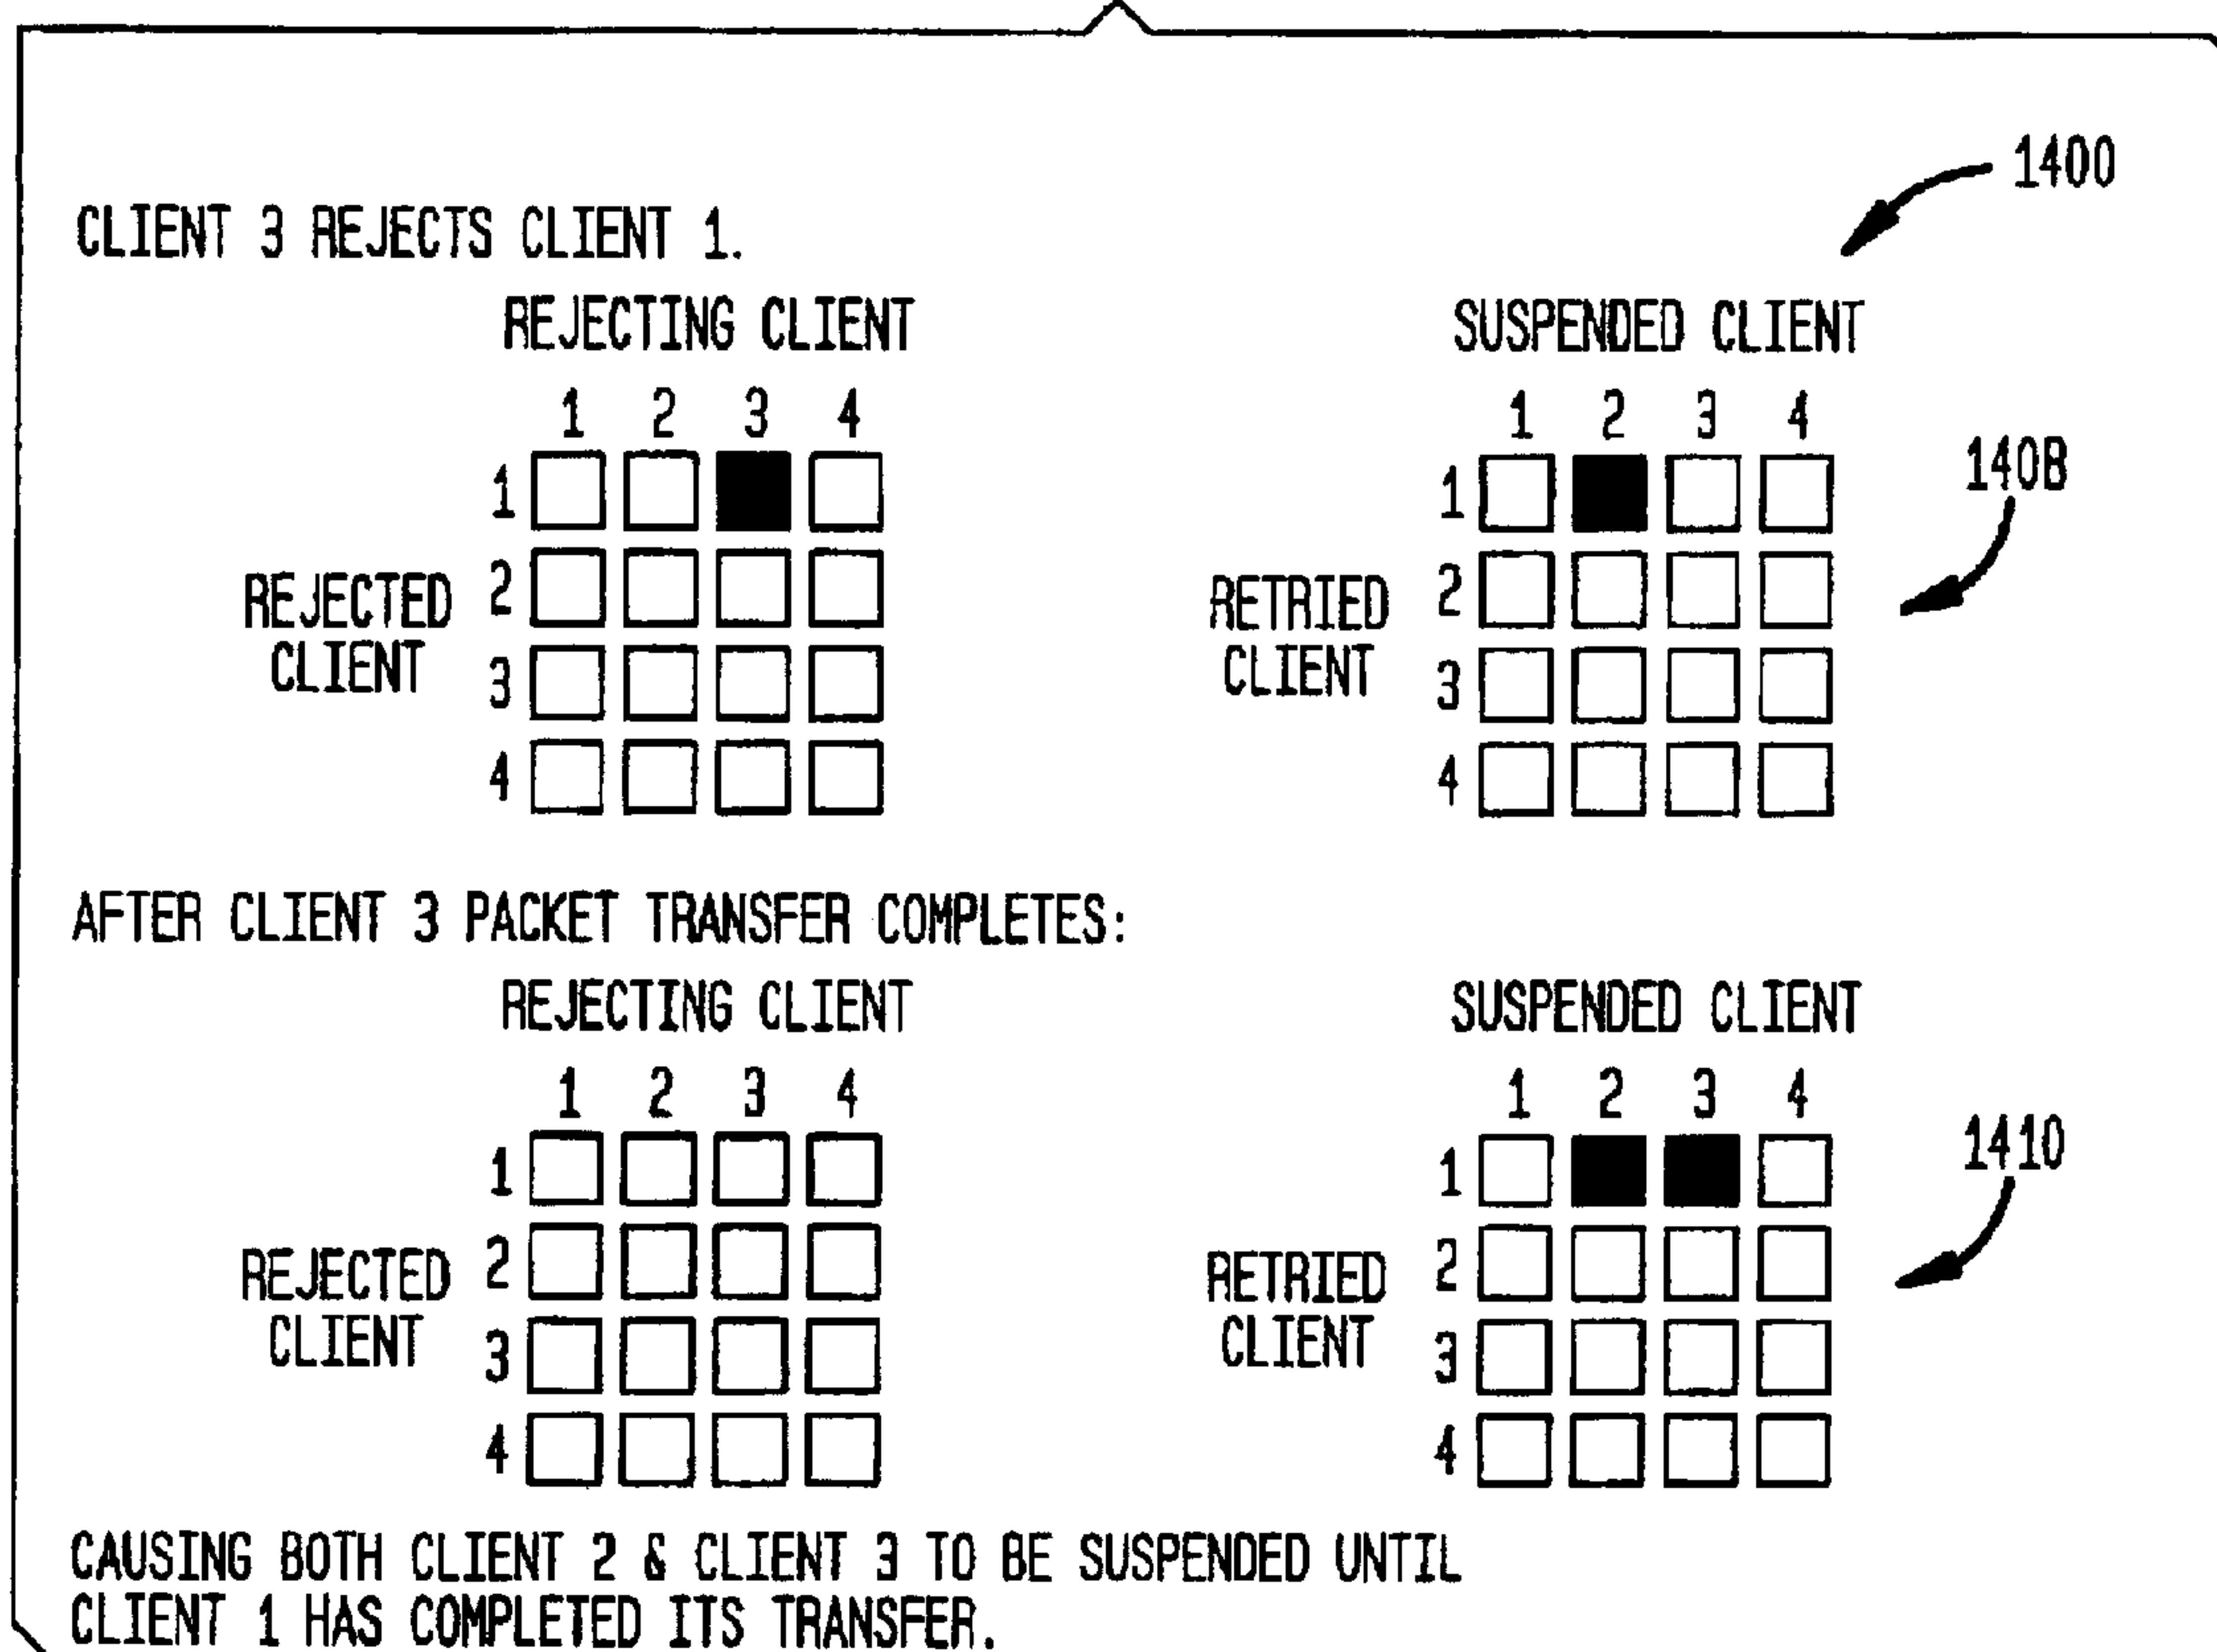 1400
CLIENT 3 REJECTS CLIENT 1.
REJECTING CLIENT
1 2 3 4
1
2
3
4
REJECTED
CLIENT
SUSPENDED CLIENT
1 2 3 4
1
2
3
4
RETRIED
CLIENT
1408
AFTER CLIENT 3 PACKET TRANSFER COMPLETES:
REJECTING CLIENT
1 2 3 4
1
2
3
4
REJECTED
CLIENT
SUSPENDED CLIENT
1 2 3 4
1
2
3
4
RETRIED
CLIENT
1410
CAUSING BOTH CLIENT 2 & CLIENT 3 TO BE SUSPENDED UNTIL
CLIENT 1 HAS COMPLETED ITS TRANSFER.